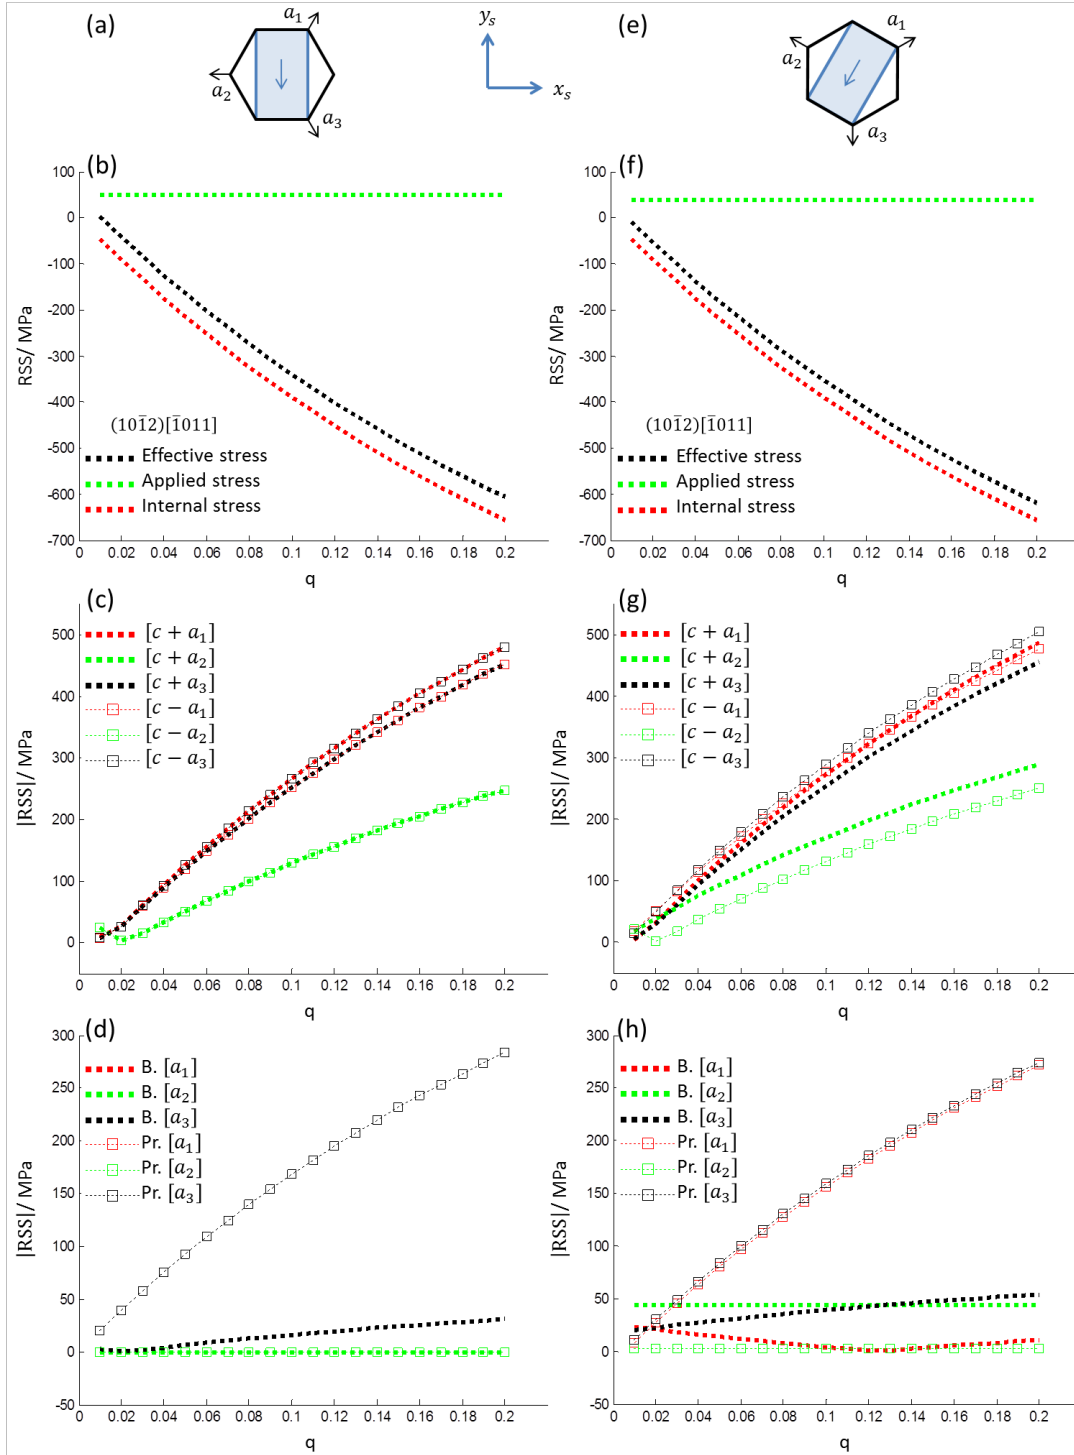 (a)
a₁
a₂
a₃
yₛ
xₛ
(e)
a₁
a₂
a₃
(b)
100
0
-100
-200
-300
-400
-500
-600
-700
RSS/ MPa
(101̄2)[1̄011]
Effective stress
Applied stress
Internal stress
0 0.02 0.04 0.06 0.08 0.1 0.12 0.14 0.16 0.18 0.2
q
(f)
100
0
-100
-200
-300
-400
-500
-600
-700
RSS/ MPa
(101̄2)[1̄011]
Effective stress
Applied stress
Internal stress
0 0.02 0.04 0.06 0.08 0.1 0.12 0.14 0.16 0.18 0.2
q
(c)
500
400
300
200
100
0
|RSS|/ MPa
[c + a₁]
[c + a₂]
[c + a₃]
[c − a₁]
[c − a₂]
[c − a₃]
0 0.02 0.04 0.06 0.08 0.1 0.12 0.14 0.16 0.18 0.2
q
(g)
500
400
300
200
100
0
|RSS|/ MPa
[c + a₁]
[c + a₂]
[c + a₃]
[c − a₁]
[c − a₂]
[c − a₃]
0 0.02 0.04 0.06 0.08 0.1 0.12 0.14 0.16 0.18 0.2
q
(d)
300
250
200
150
100
50
0
-50
|RSS|/ MPa
B. [a₁]
B. [a₂]
B. [a₃]
Pr. [a₁]
Pr. [a₂]
Pr. [a₃]
0 0.02 0.04 0.06 0.08 0.1 0.12 0.14 0.16 0.18 0.2
q
(h)
300
250
200
150
100
50
0
-50
|RSS|/ MPa
B. [a₁]
B. [a₂]
B. [a₃]
Pr. [a₁]
Pr. [a₂]
Pr. [a₃]
0 0.02 0.04 0.06 0.08 0.1 0.12 0.14 0.16 0.18 0.2
q